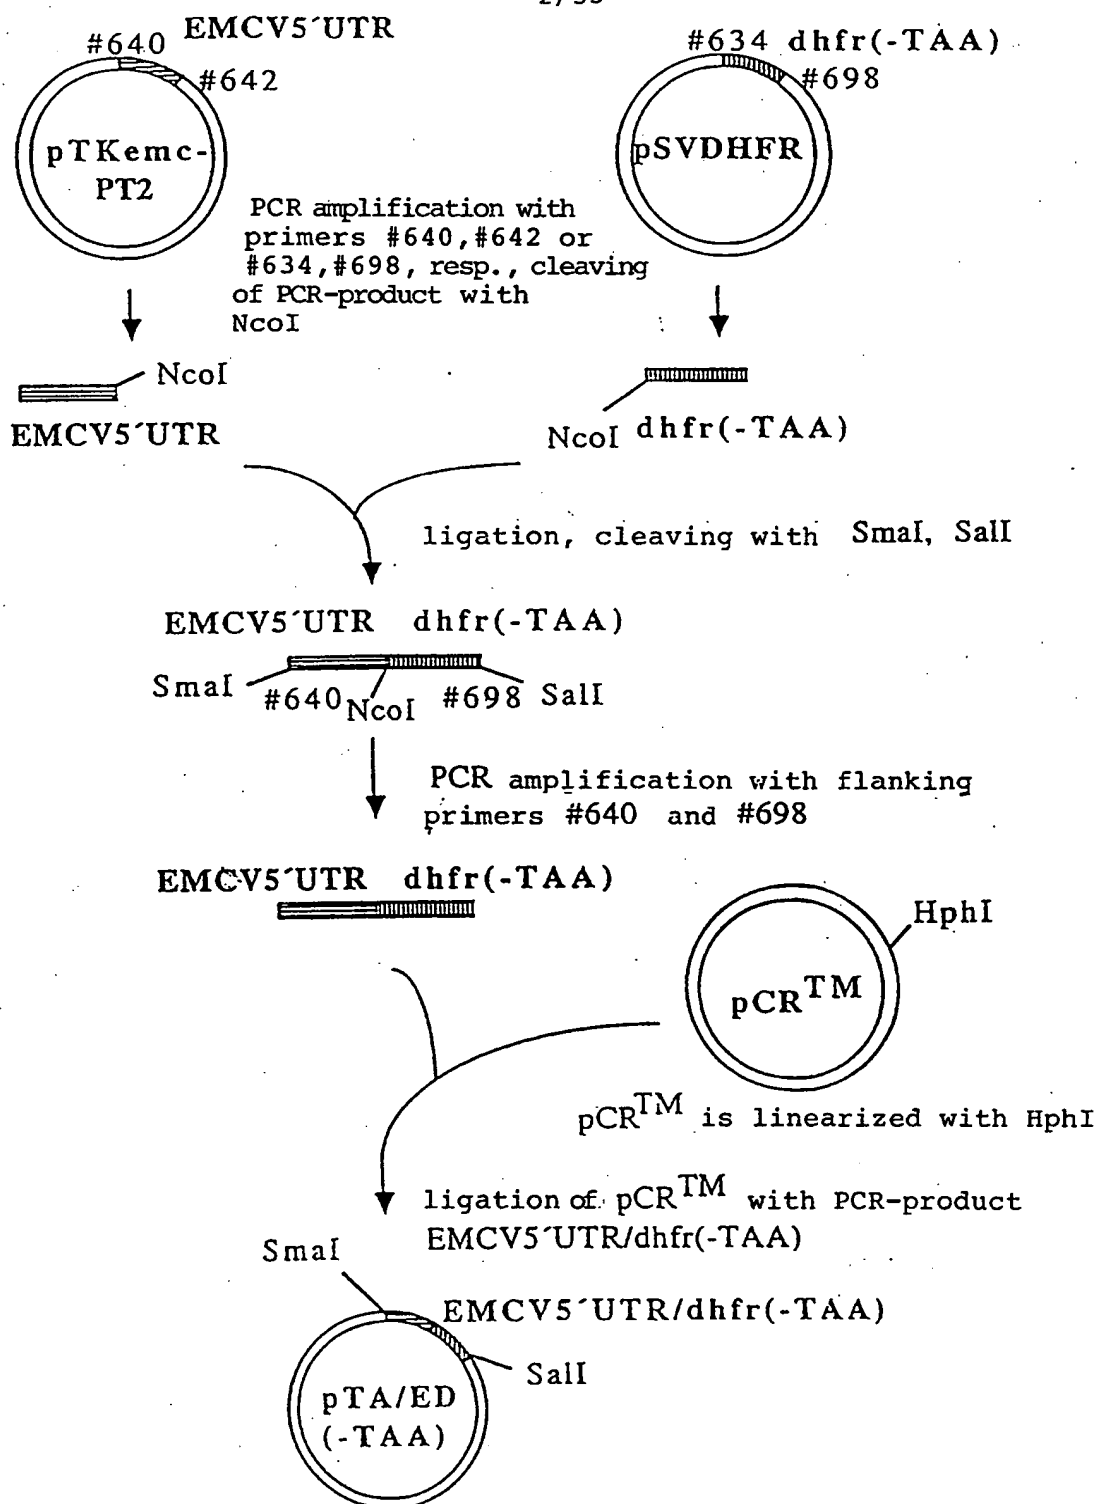 #640 EMCV5´UTR
#642
#634 dhfr(-TAA)
#698
pTKemc-
PT2
pSVDHFR
PCR amplification with
primers #640,#642 or
#634,#698, resp., cleaving
of PCR-product with
NcoI
NcoI
EMCV5´UTR
NcoI dhfr(-TAA)
ligation, cleaving with SmaI, SalI
EMCV5´UTR dhfr(-TAA)
SmaI #640 NcoI #698 SalI
PCR amplification with flanking
primers #640 and #698
EMCV5´UTR dhfr(-TAA)
HphI
pCR™
pCR™ is linearized with HphI
ligation of pCR™ with PCR-product
EMCV5´UTR/dhfr(-TAA)
SmaI
EMCV5´UTR/dhfr(-TAA)
SalI
pTA/ED
(-TAA)